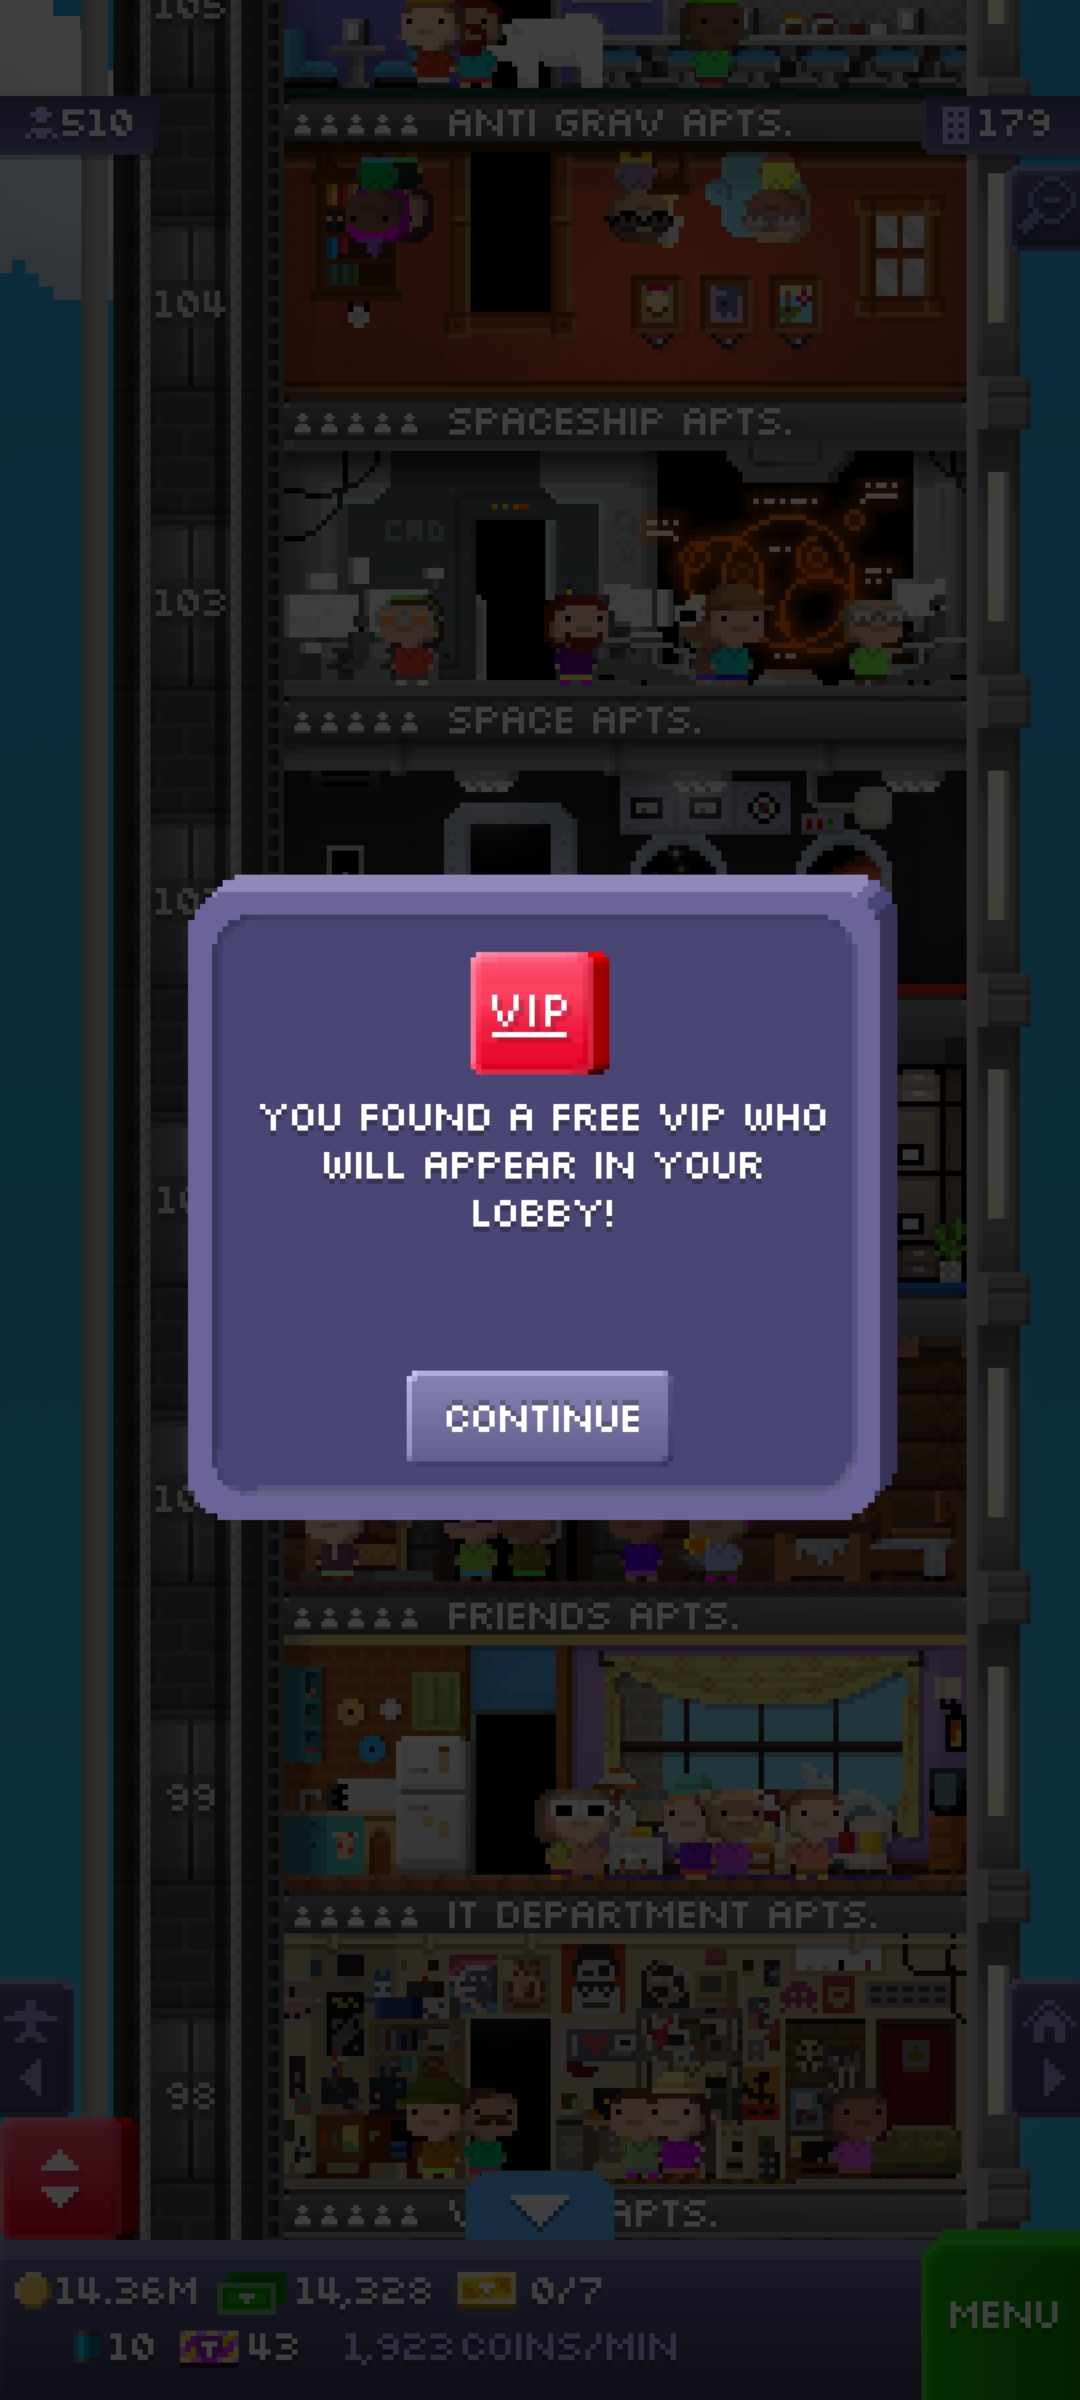 105
510
ANTI GRAV APTS.
179
104
SPACESHIP APTS.
CMD
103
SPACE APTS.
VIP
YOU FOUND A FREE VIP WHO
WILL APPEAR IN YOUR
LOBBY!
CONTINUE
FRIENDS APTS.
99
IT DEPARTMENT APTS.
98
APTS.
14.36M
14,328
0/7
10
43
1,923 COINS/MIN
MENU